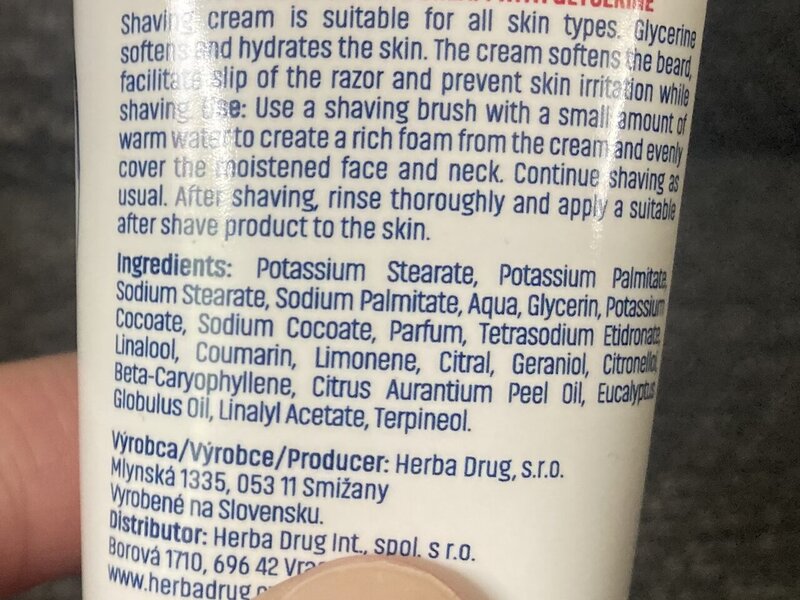 GLYCERINE
Shaving cream is suitable for all skin types. Glycerine
softens and hydrates the skin. The cream softens the beard,
facilitate slip of the razor and prevent skin irritation while
shaving. Use: Use a shaving brush with a small amount of
warm water to create a rich foam from the cream and evenly
cover the moistened face and neck. Continue shaving as
usual. After shaving, rinse thoroughly and apply a suitable
after shave product to the skin.
Ingredients: Potassium Stearate, Potassium Palmitate,
Sodium Stearate, Sodium Palmitate, Aqua, Glycerin, Potassium
Cocoate, Sodium Cocoate, Parfum, Tetrasodium Etidronate,
Linalool, Coumarin, Limonene, Citral, Geraniol, Citronellol,
Beta-Caryophyllene, Citrus Aurantium Peel Oil, Eucalyptus
Globulus Oil, Linalyl Acetate, Terpineol.
Výrobca/Výrobce/Producer: Herba Drug, s.r.o.
Mlynská 1335, 053 11 Smižany
Vyrobené na Slovensku.
Distributor: Herba Drug Int., spol. s r.o.
Borová 1710, 696 42
www.herbadrug